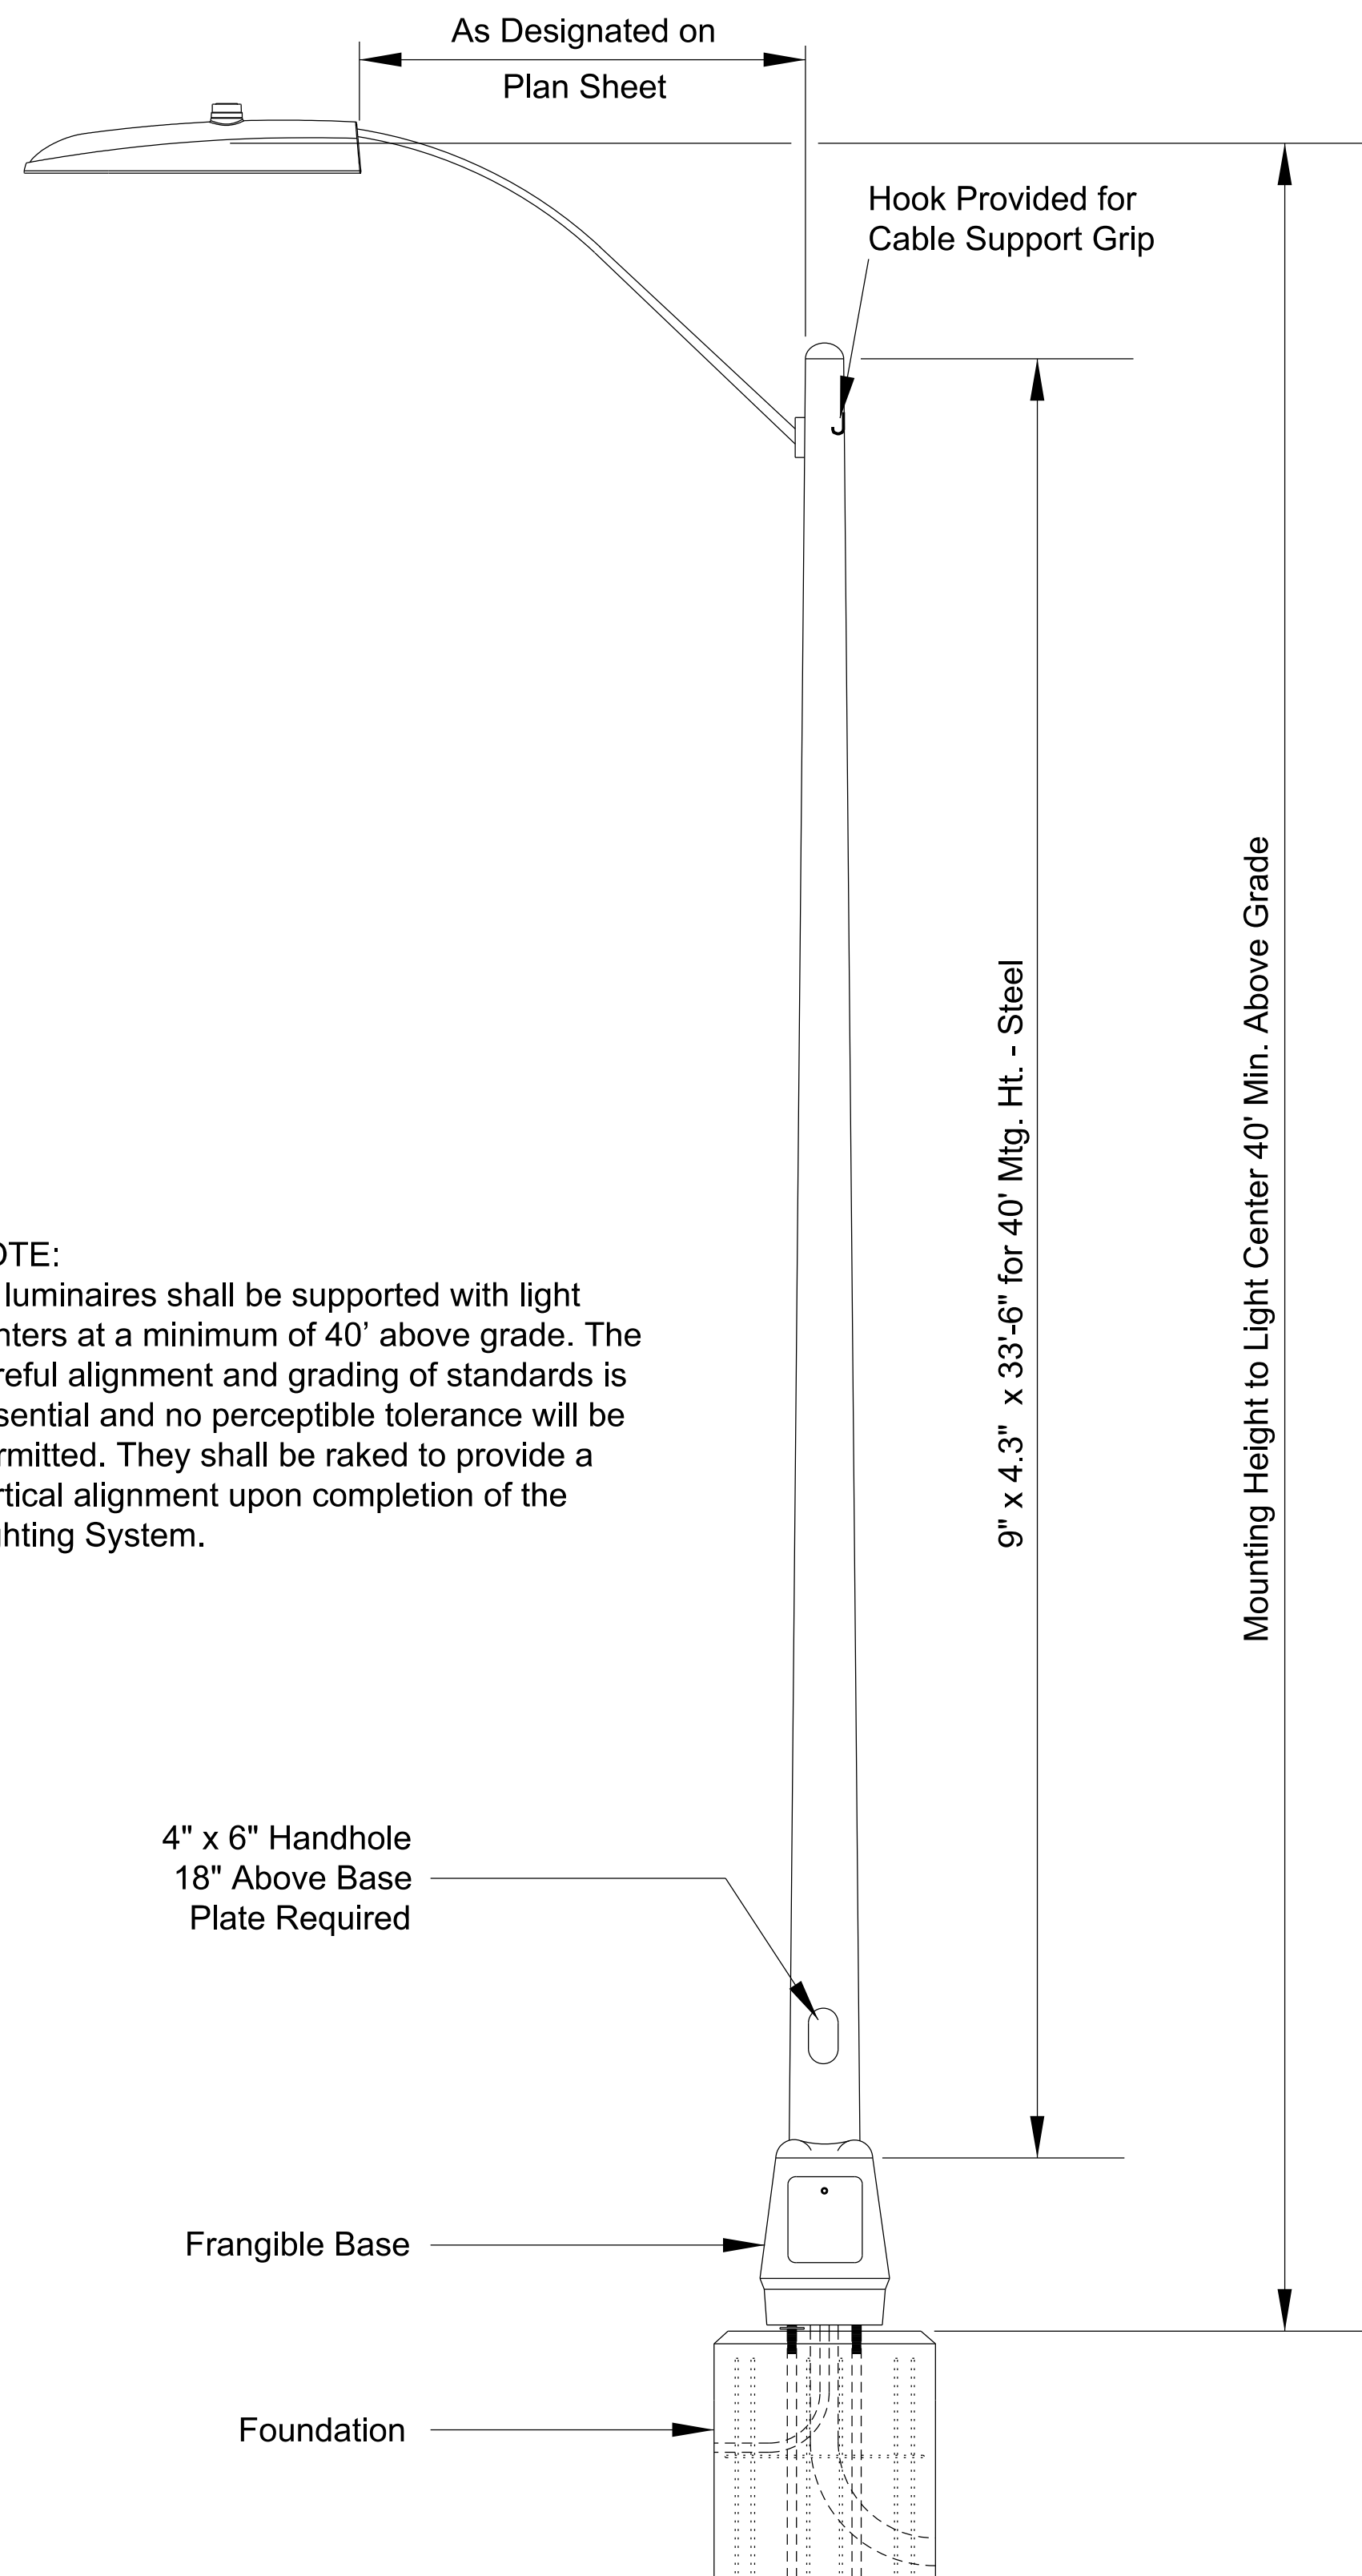 As Designated on
Plan Sheet
Hook Provided for
Cable Support Grip
J
9" x 4.3" x 33'-6" for 40' Mtg. Ht. - Steel
Mounting Height to Light Center 40' Min. Above Grade
OTE:
luminaires shall be supported with light
nters at a minimum of 40’ above grade. The
reful alignment and grading of standards is
sential and no perceptible tolerance will be
rmitted. They shall be raked to provide a
rtical alignment upon completion of the
ghting System.
4" x 6" Handhole
18" Above Base
Plate Required
Frangible Base
Foundation